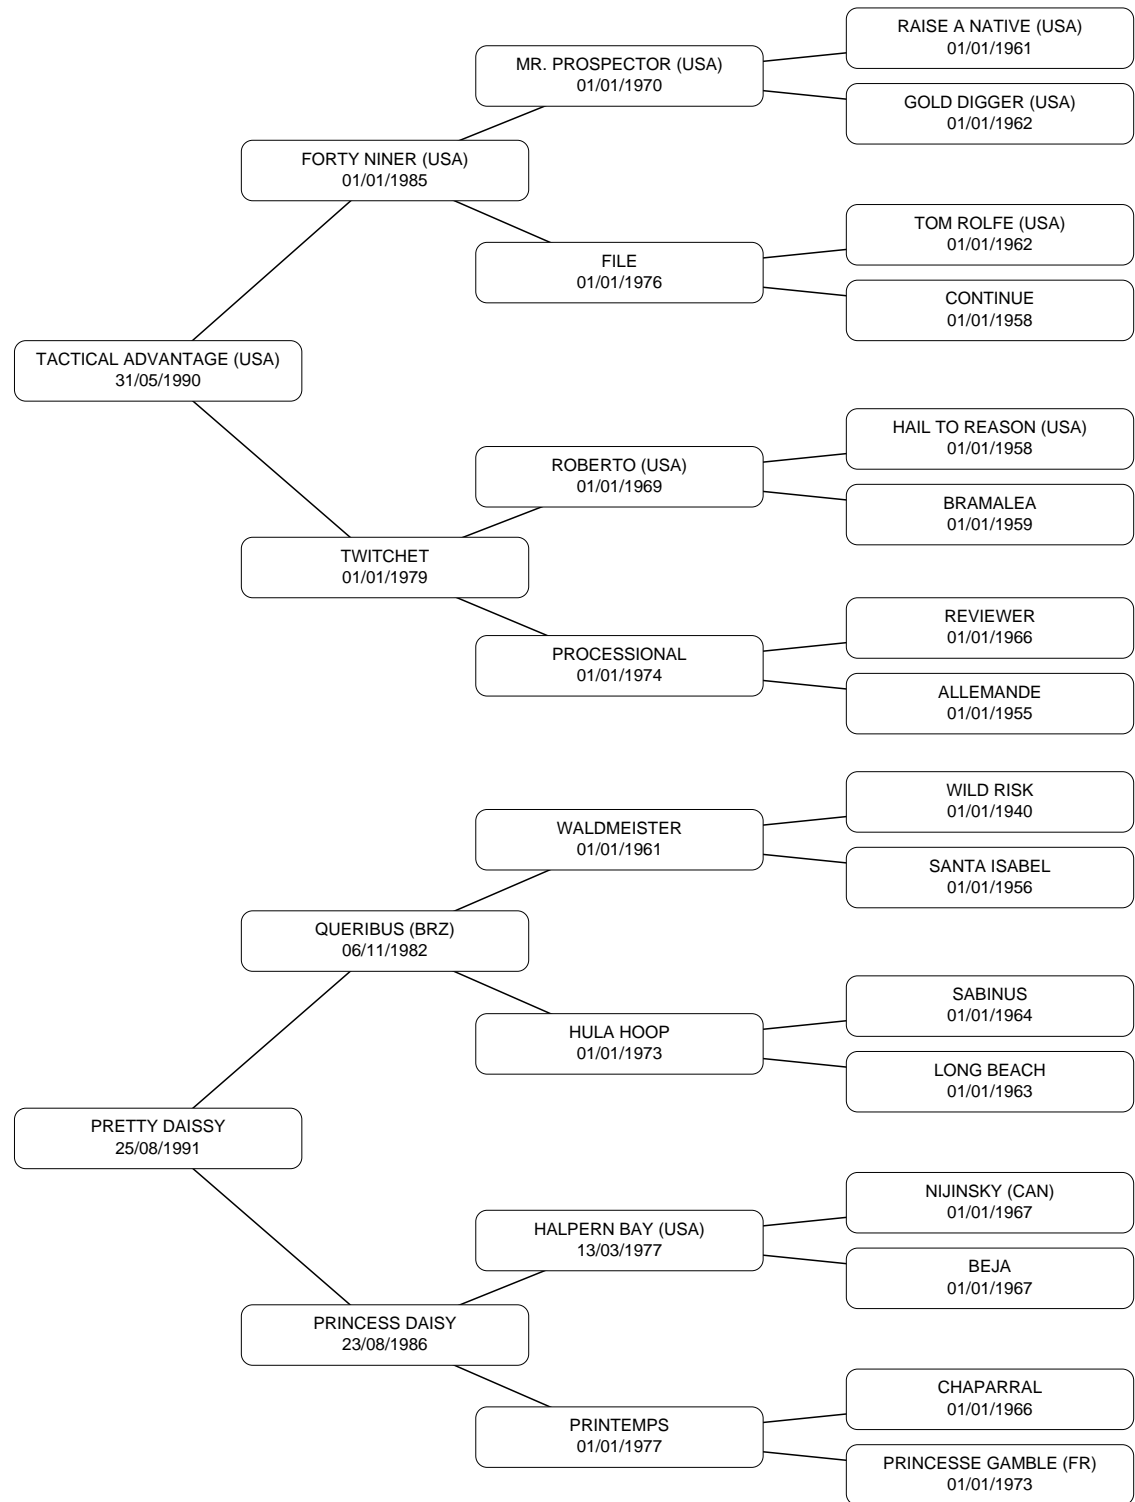 RAISE A NATIVE (USA)
01/01/1961
MR. PROSPECTOR (USA)
01/01/1970
GOLD DIGGER (USA)
01/01/1962
FORTY NINER (USA)
01/01/1985
TOM ROLFE (USA)
01/01/1962
FILE
01/01/1976
CONTINUE
01/01/1958
TACTICAL ADVANTAGE (USA)
31/05/1990
HAIL TO REASON (USA)
01/01/1958
ROBERTO (USA)
01/01/1969
BRAMALEA
01/01/1959
TWITCHET
01/01/1979
REVIEWER
01/01/1966
PROCESSIONAL
01/01/1974
ALLEMANDE
01/01/1955
WILD RISK
01/01/1940
WALDMEISTER
01/01/1961
SANTA ISABEL
01/01/1956
QUERIBUS (BRZ)
06/11/1982
SABINUS
01/01/1964
HULA HOOP
01/01/1973
LONG BEACH
01/01/1963
PRETTY DAISSY
25/08/1991
NIJINSKY (CAN)
01/01/1967
HALPERN BAY (USA)
13/03/1977
BEJA
01/01/1967
PRINCESS DAISY
23/08/1986
CHAPARRAL
01/01/1966
PRINTEMPS
01/01/1977
PRINCESSE GAMBLE (FR)
01/01/1973